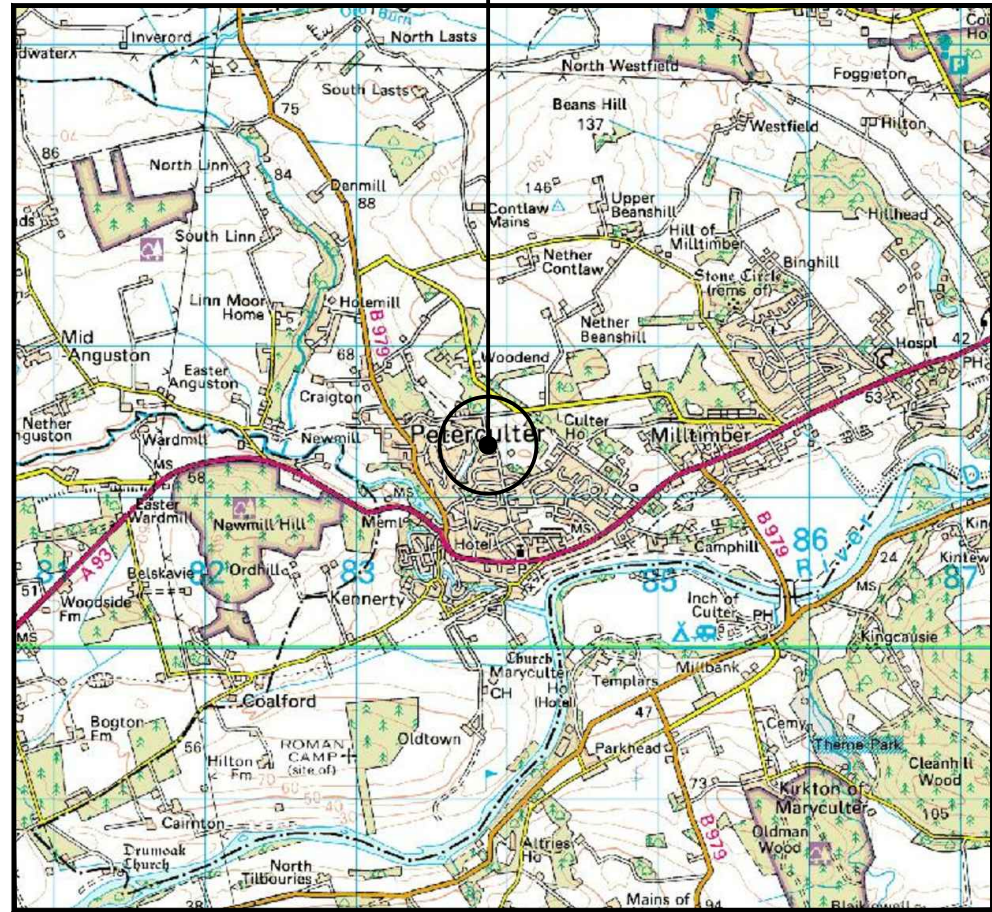 Inverord
North Lasts
North Westfield
Foggieton
P
South Lasts
75
Beans Hill
137
Westfield
Hilton
86
North Linn
84
Denmill
88
146
Contlaw
Mains
Upper
Beanshill
Hillhead
South Linn
Hill of
Milltimber
Nether
Contlaw
Binghill
Stone Circle
(rems of)
Linn Moor
Home
Holemill
B 979
Nether
Beanshill
Mid
Anguston
68
Woodend
Hospl
42
PH
Easter
Anguston
Craigton
53
Nether
Newmill
Peterculter
Culter
Ho
Milltimber
Wardmill
MS
58
MS
Easter
Wardmill
Newmill Hill
Meml
MS
Hotel
Camphill
B979
86
River
D
A 93
82
Ordhill
83
85
24
87
51
Belskavie
Woodside
Fm
Kennerty
Inch of
Culter
PH
MS
MS
Kingcausie
Church
Maryculter
Ho
(Hotel)
CH
Templars
Millbank
Coalford
47
Bogton
Fm
Oldtown
Cemy
Theme Park
56
Hilton
Fm
ROMAN
CAMP
(site of)
Parkhead
Cleanhill
Wood
73
Kirkton of
Maryculter
105
Cairnton
B979
Oldman
Wood
Drumoak
Church
Altries
Ho
North
Tilbouries
Mains of
94